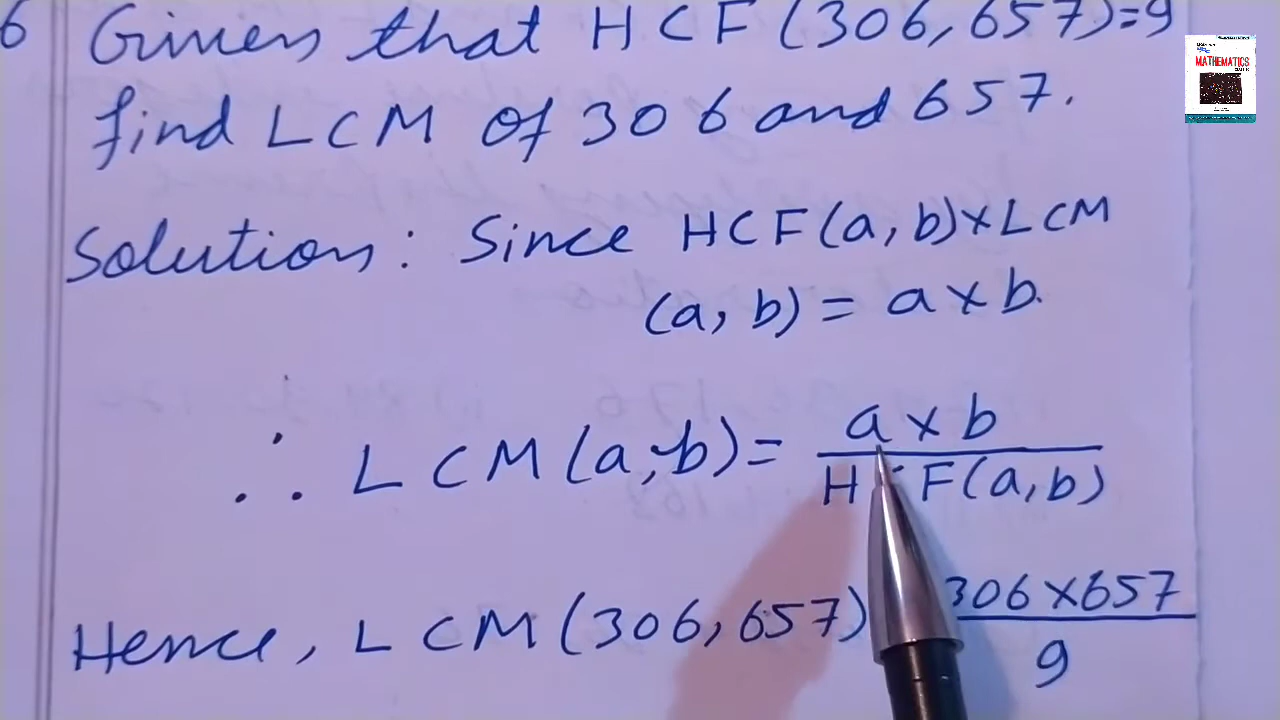 6 Given that HCF (306, 657)=9
find LCM of 306 and 657.
Solution: Since HCF(a, b)×LCM
(a, b) = a×b.
∴ LCM(a, b) = a × b
HCF(a, b)
Hence, LCM(306, 657) 306×657
9
MATHEMATICS